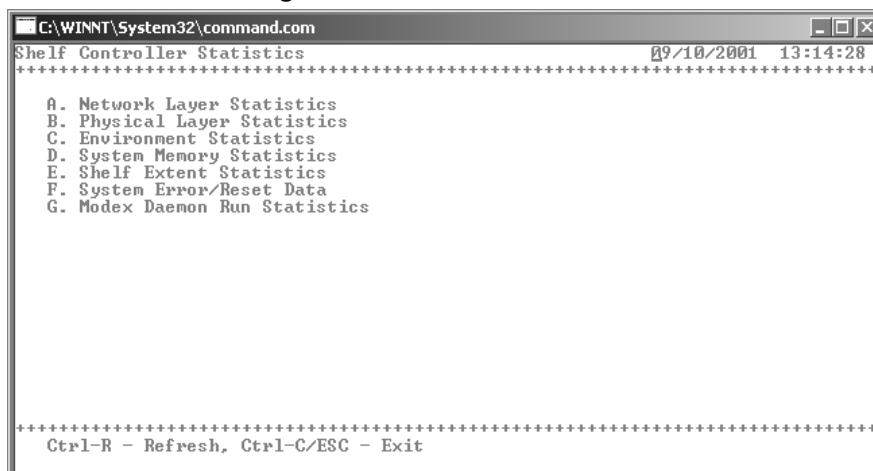 C:\WINNT\System32\command.com
Shelf Controller Statistics 09/10/2001 13:14:28
++++++++++++++++++++++++++++++++++++++++++++++++++++++++++++++++++++++++++++++++
A. Network Layer Statistics
B. Physical Layer Statistics
C. Environment Statistics
D. System Memory Statistics
E. Shelf Extent Statistics
F. System Error/Reset Data
G. Modex Daemon Run Statistics
++++++++++++++++++++++++++++++++++++++++++++++++++++++++++++++++++++++++++++++++
Ctrl-R - Refresh, Ctrl-C/ESC - Exit